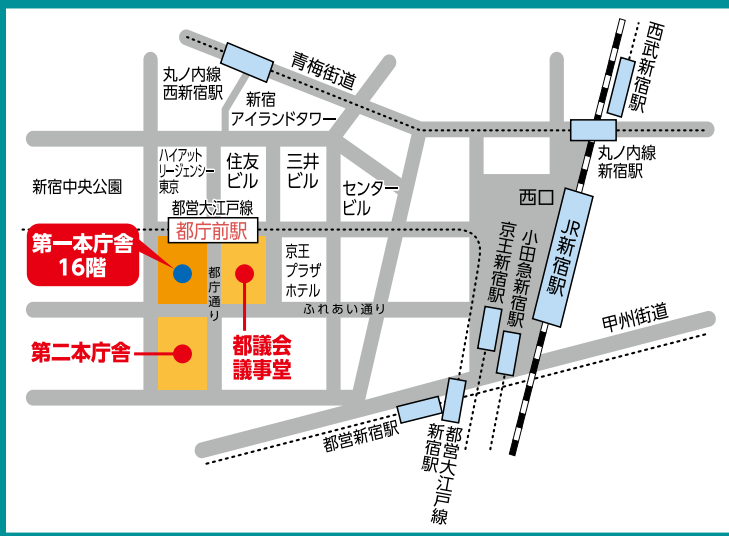 青梅街道
西武新宿駅
丸ノ内線
西新宿駅
新宿
アイランドタワー
丸ノ内線
新宿駅
新宿中央公園
ハイアット
リージェンシー
東京
住友
ビル
三井
ビル
センター
ビル
西口
都営大江戸線
都庁前駅
第一本庁舎
16階
都庁通り
京王
プラザ
ホテル
京王新宿駅
小田急新宿駅
JR新宿駅
ふれあい通り
甲州街道
第二本庁舎
都議会
議事堂
都営新宿駅
都営大江戸線
新宿駅